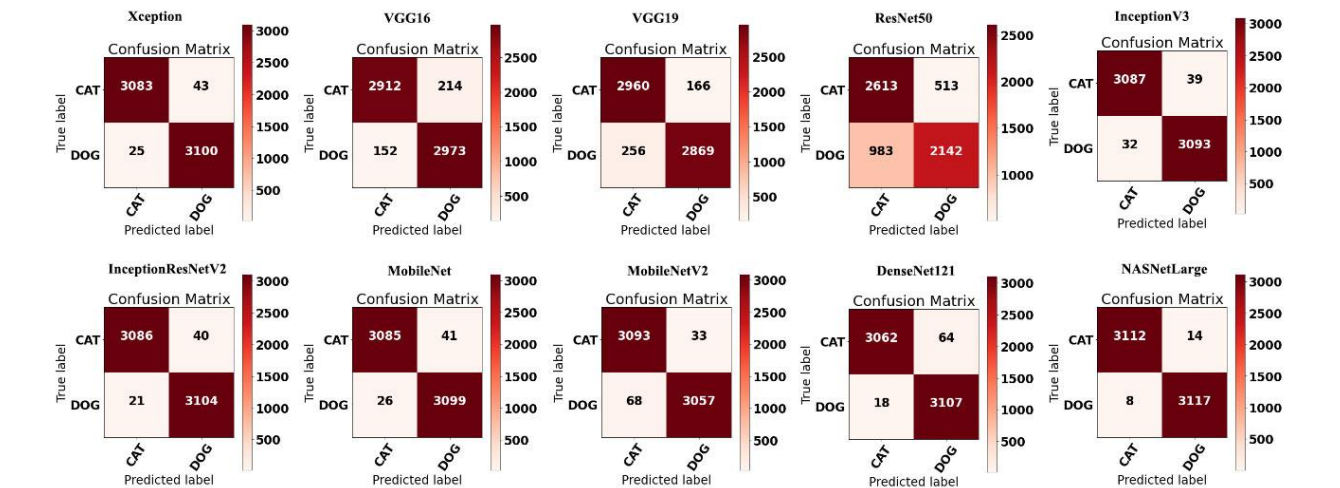 Xception
Confusion Matrix
3000
2500
2000
1500
1000
500
True label
CAT
3083
43
DOG
25
3100
CAT
DOG
Predicted label
VGG16
Confusion Matrix
2500
2000
1500
1000
500
True label
CAT
2912
214
DOG
152
2973
CAT
DOG
Predicted label
VGG19
Confusion Matrix
2500
2000
1500
1000
500
True label
CAT
2960
166
DOG
256
2869
CAT
DOG
Predicted label
ResNet50
Confusion Matrix
2500
2000
1500
1000
True label
CAT
2613
513
DOG
983
2142
CAT
DOG
Predicted label
InceptionV3
Confusion Matrix
3000
2500
2000
1500
1000
500
True label
CAT
3087
39
DOG
32
3093
CAT
DOG
Predicted label
InceptionResNetV2
Confusion Matrix
3000
2500
2000
1500
1000
500
True label
CAT
3086
40
DOG
21
3104
CAT
DOG
Predicted label
MobileNet
Confusion Matrix
3000
2500
2000
1500
1000
500
True label
CAT
3085
41
DOG
26
3099
CAT
DOG
Predicted label
MobileNetV2
Confusion Matrix
3000
2500
2000
1500
1000
500
True label
CAT
3093
33
DOG
68
3057
CAT
DOG
Predicted label
DenseNet121
Confusion Matrix
3000
2500
2000
1500
1000
500
True label
CAT
3062
64
DOG
18
3107
CAT
DOG
Predicted label
NASNetLarge
Confusion Matrix
3000
2500
2000
1500
1000
500
True label
CAT
3112
14
DOG
8
3117
CAT
DOG
Predicted label